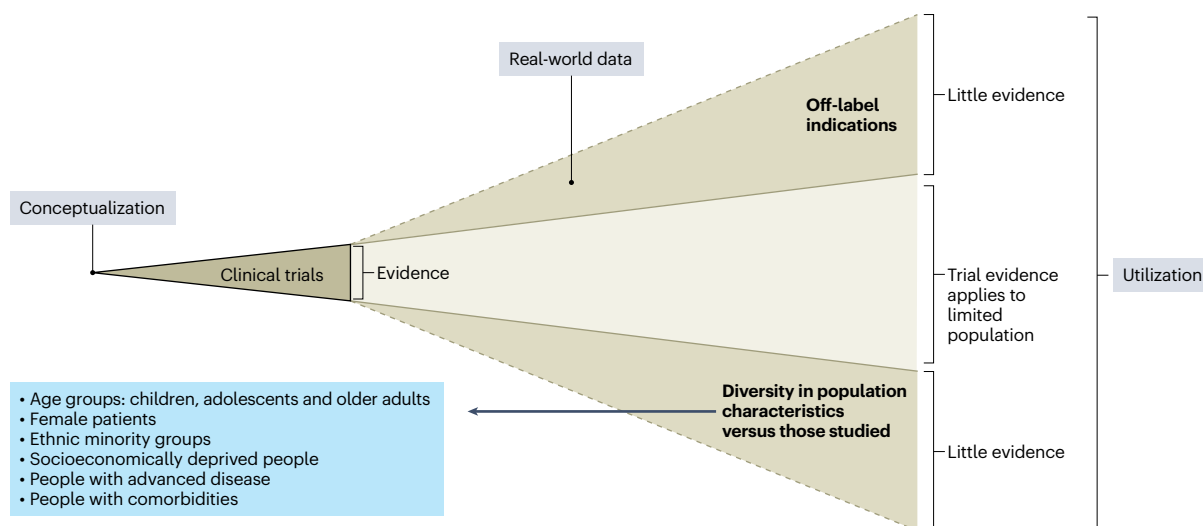 Real-world data
Off-label
indications
Little evidence
Conceptualization
Clinical trials
Evidence
Trial evidence
applies to
limited
population
Utilization
• Age groups: children, adolescents and older adults
• Female patients
• Ethnic minority groups
• Socioeconomically deprived people
• People with advanced disease
• People with comorbidities
Diversity in population
characteristics
versus those studied
Little evidence